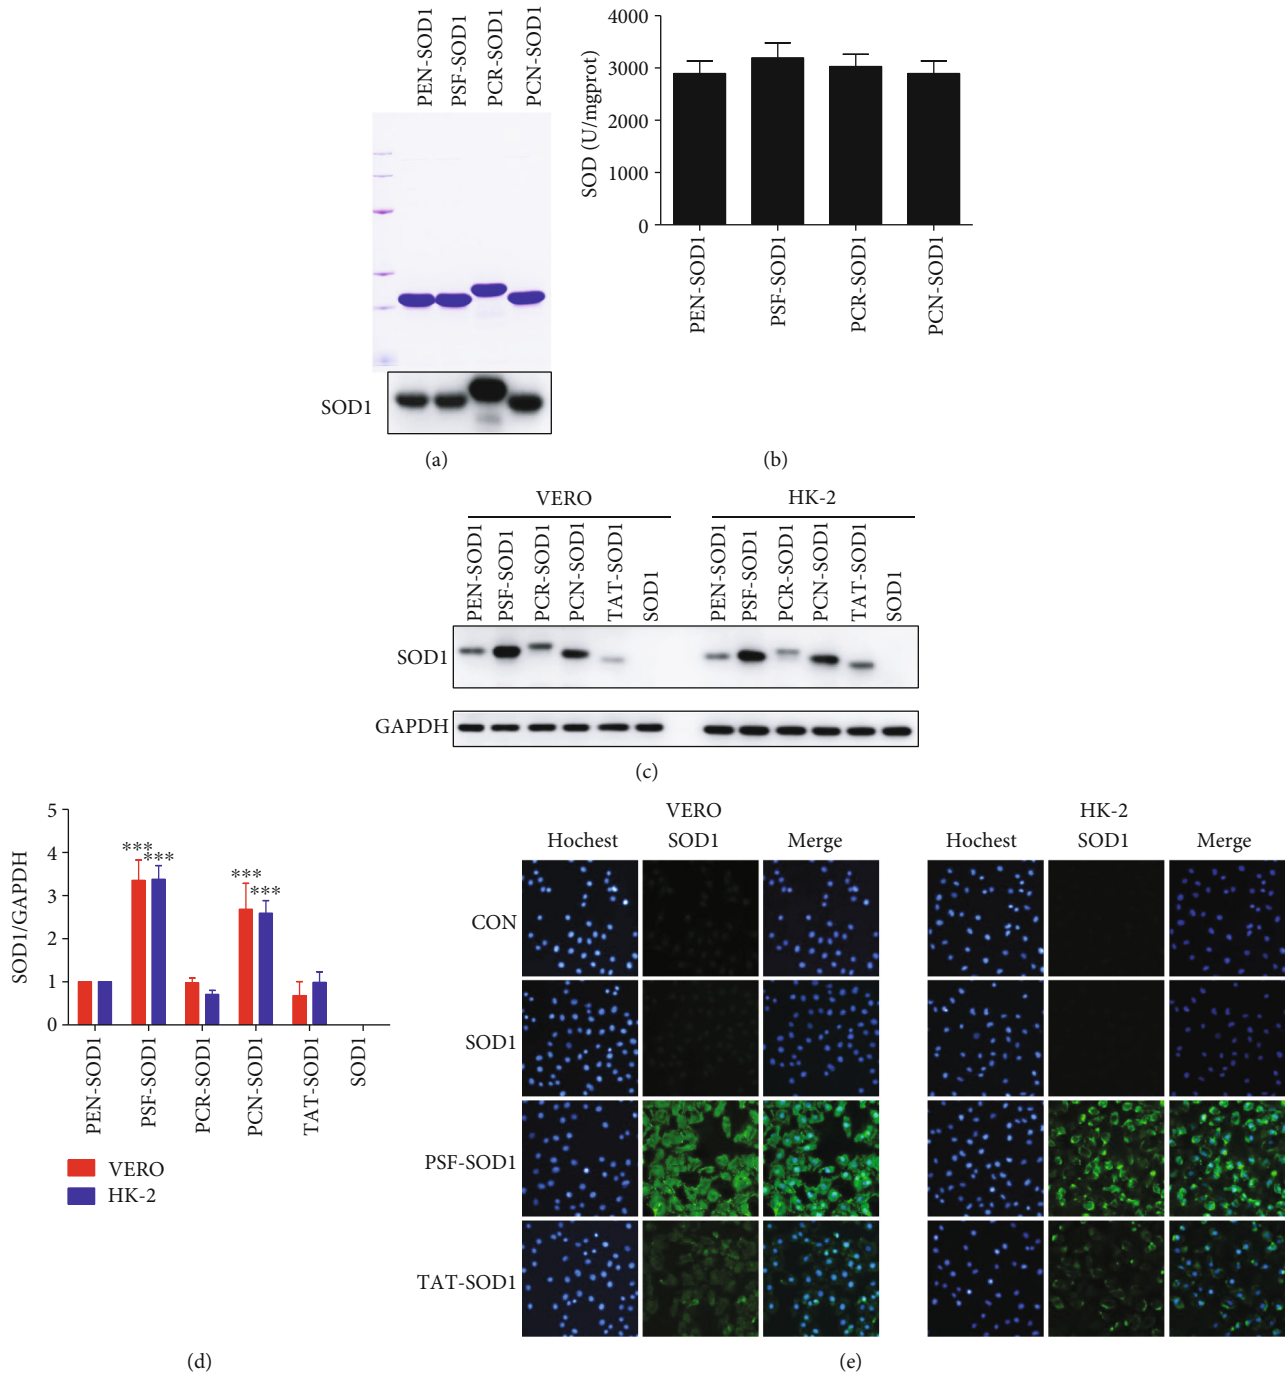 PEN-SOD1
PSF-SOD1
PCR-SOD1
PCN-SOD1
SOD1
(a)
SOD (U/mgprot)
4000
3000
2000
1000
0
PEN-SOD1
PSF-SOD1
PCR-SOD1
PCN-SOD1
(b)
VERO
HK-2
PEN-SOD1
PSF-SOD1
PCR-SOD1
PCN-SOD1
TAT-SOD1
SOD1
PEN-SOD1
PSF-SOD1
PCR-SOD1
PCN-SOD1
TAT-SOD1
SOD1
SOD1
GAPDH
(c)
SOD1/GAPDH
5
4
3
2
1
0
***
***
***
***
PEN-SOD1
PSF-SOD1
PCR-SOD1
PCN-SOD1
TAT-SOD1
SOD1
VERO
HK-2
(d)
VERO
HK-2
Hochest
SOD1
Merge
Hochest
SOD1
Merge
CON
SOD1
PSF-SOD1
TAT-SOD1
(e)